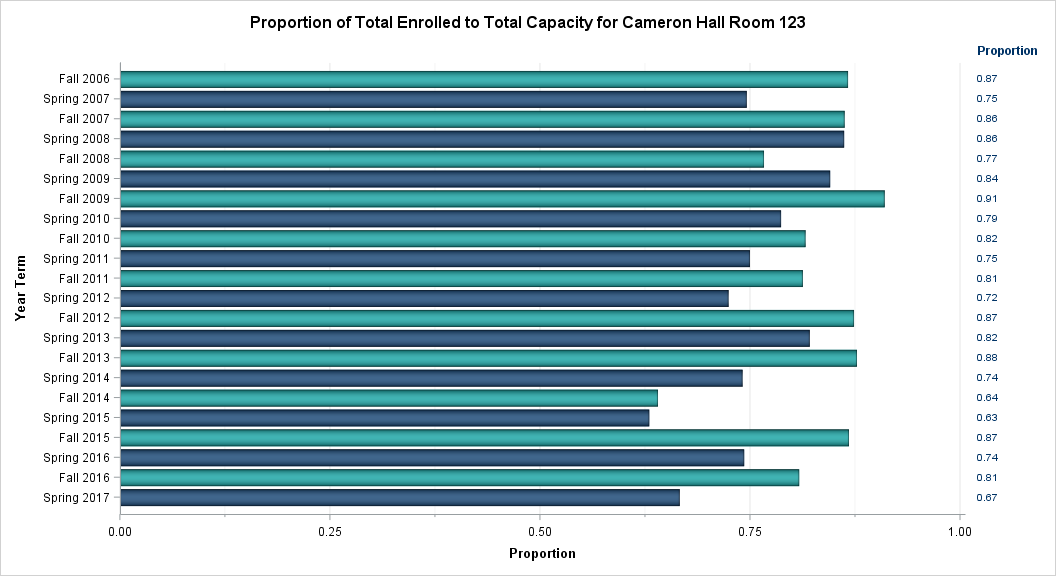 Proportion of Total Enrolled to Total Capacity for Cameron Hall Room 123
Proportion
Fall 2006 0.87
Spring 2007 0.75
Fall 2007 0.86
Spring 2008 0.86
Fall 2008 0.77
Spring 2009 0.84
Fall 2009 0.91
Spring 2010 0.79
Fall 2010 0.82
Spring 2011 0.75
Fall 2011 0.81
Spring 2012 0.72
Fall 2012 0.87
Spring 2013 0.82
Fall 2013 0.88
Spring 2014 0.74
Fall 2014 0.64
Spring 2015 0.63
Fall 2015 0.87
Spring 2016 0.74
Fall 2016 0.81
Spring 2017 0.67
Year Term
0.00 0.25 0.50 0.75 1.00
Proportion